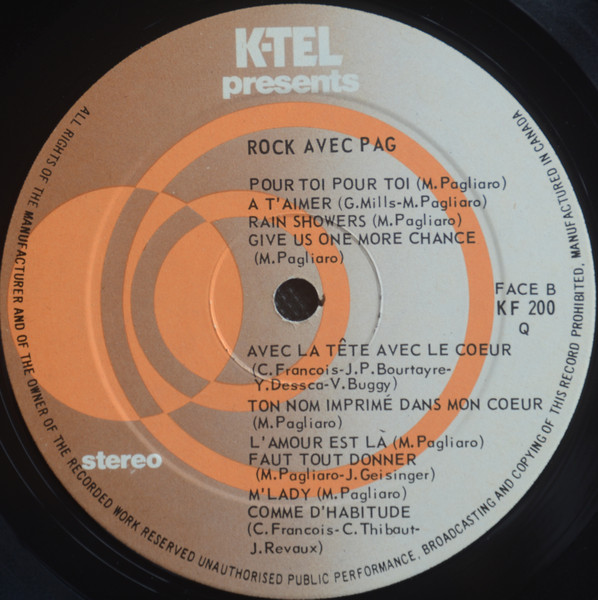 K-TEL
presents
ROCK AVEC PAG
POUR TOI POUR TOI (M.Pagliaro)
A T'AIMER (G.Mills-M.Pagliaro)
RAIN SHOWERS (M.Pagliaro)
GIVE US ONE MORE CHANCE
(M.Pagliaro)
FACE B
KF 200
Q
AVEC LA TÊTE AVEC LE COEUR
(C.Francois-J.P.Bourtayre-
Y.Dessca-V.Buggy)
TON NOM IMPRIMÉ DANS MON COEUR
(M.Pagliaro)
L'AMOUR EST LÀ (M.Pagliaro)
FAUT TOUT DONNER
(M.Pagliaro-J.Geisinger)
M'LADY (M.Pagliaro)
COMME D'HABITUDE
(C.Francois-C.Thibaut-
J.Revaux)
stereo
ALL RIGHTS OF THE MANUFACTURER AND OF THE OWNER OF THE RECORDED WORK RESERVED UNAUTHORISED PUBLIC PERFORMANCE, BROADCASTING AND COPYING OF THIS RECORD PROHIBITED, MANUFACTURED IN CANADA